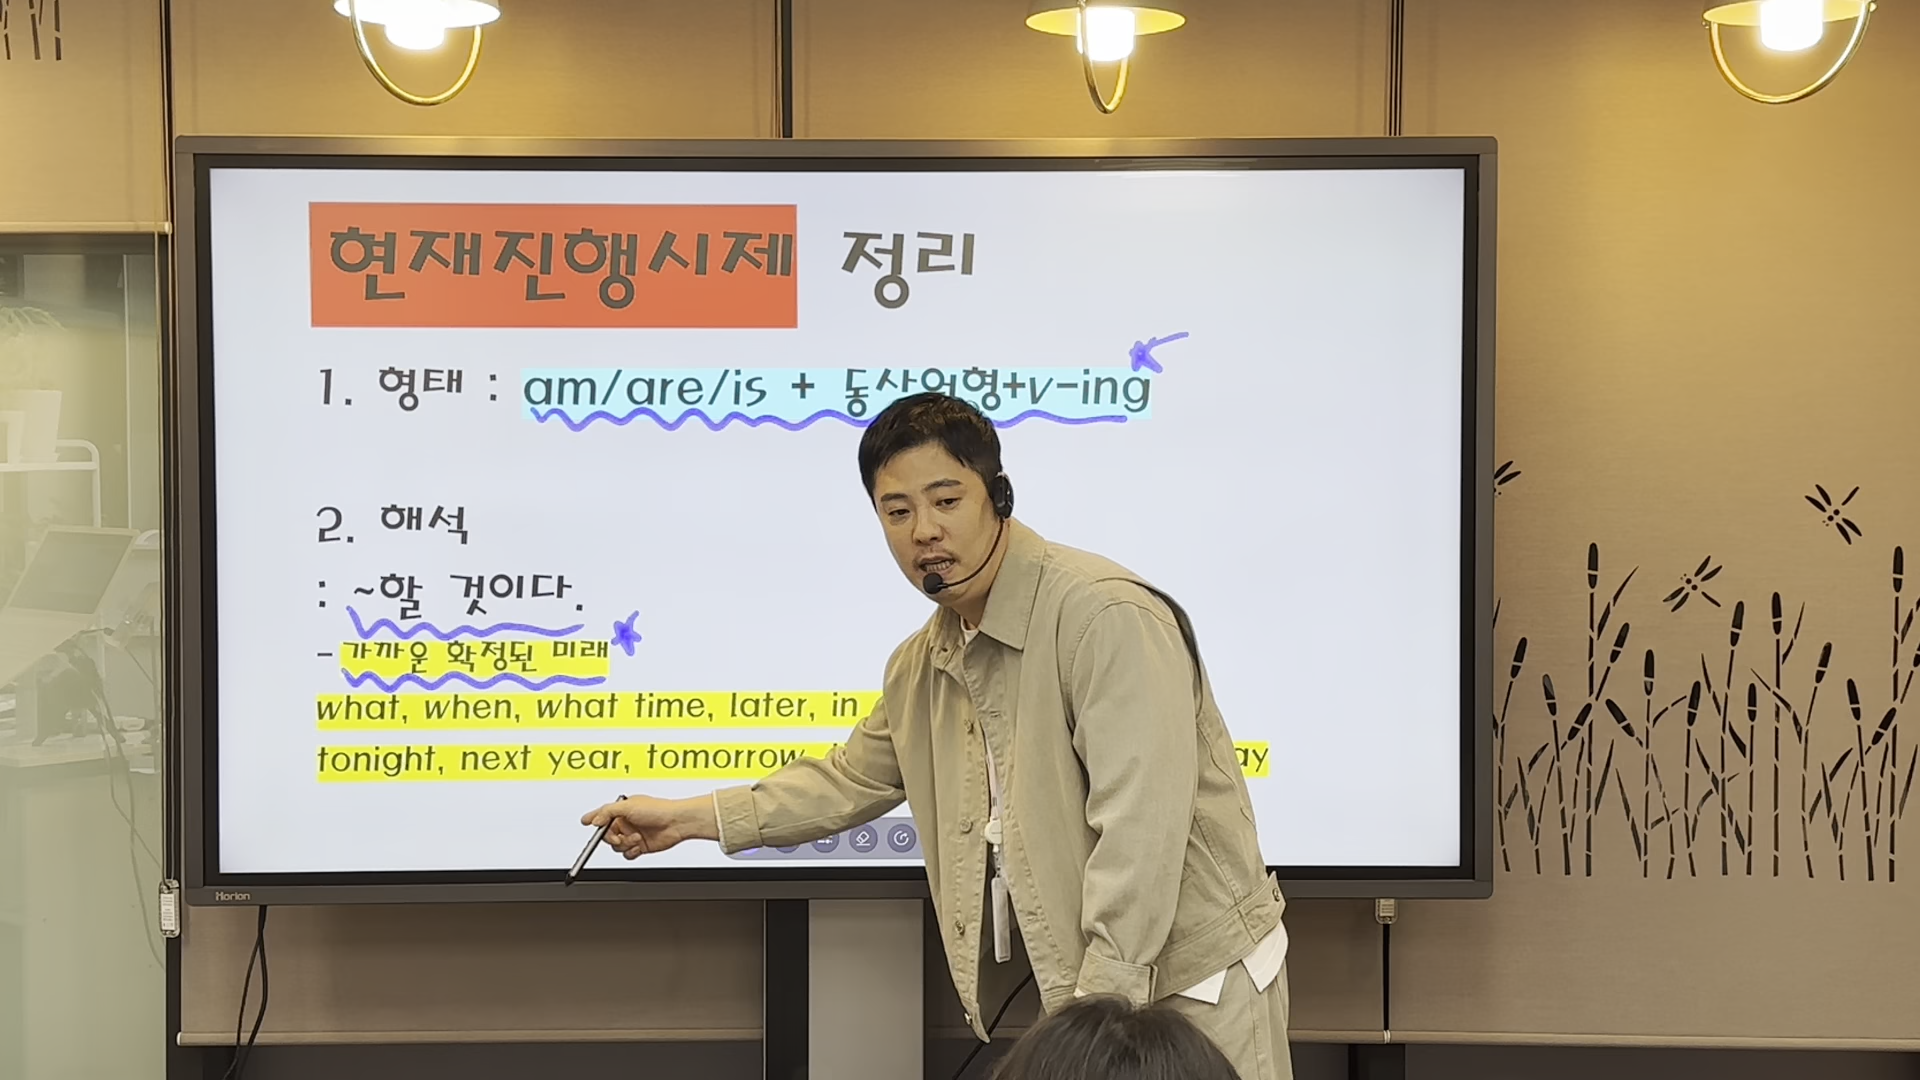 현재진행시제 정리
1. 형태 : am/are/is + 동사원형+v-ing
2. 해석
: ~할 것이다.
- 가까운 확정된 미래
what, when, what time, later, in
tonight, next year, tomorrow,
Horion